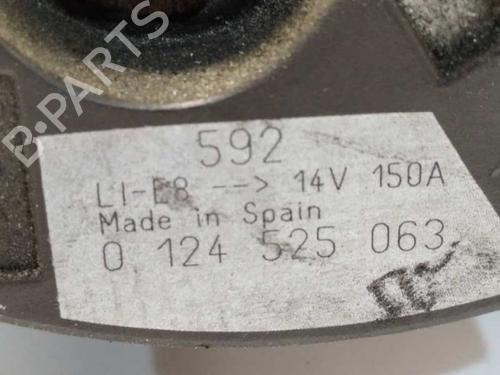 592
LI-E8 --> 14V 150A
Made in Spain
0 124 525 063
B-PARTS